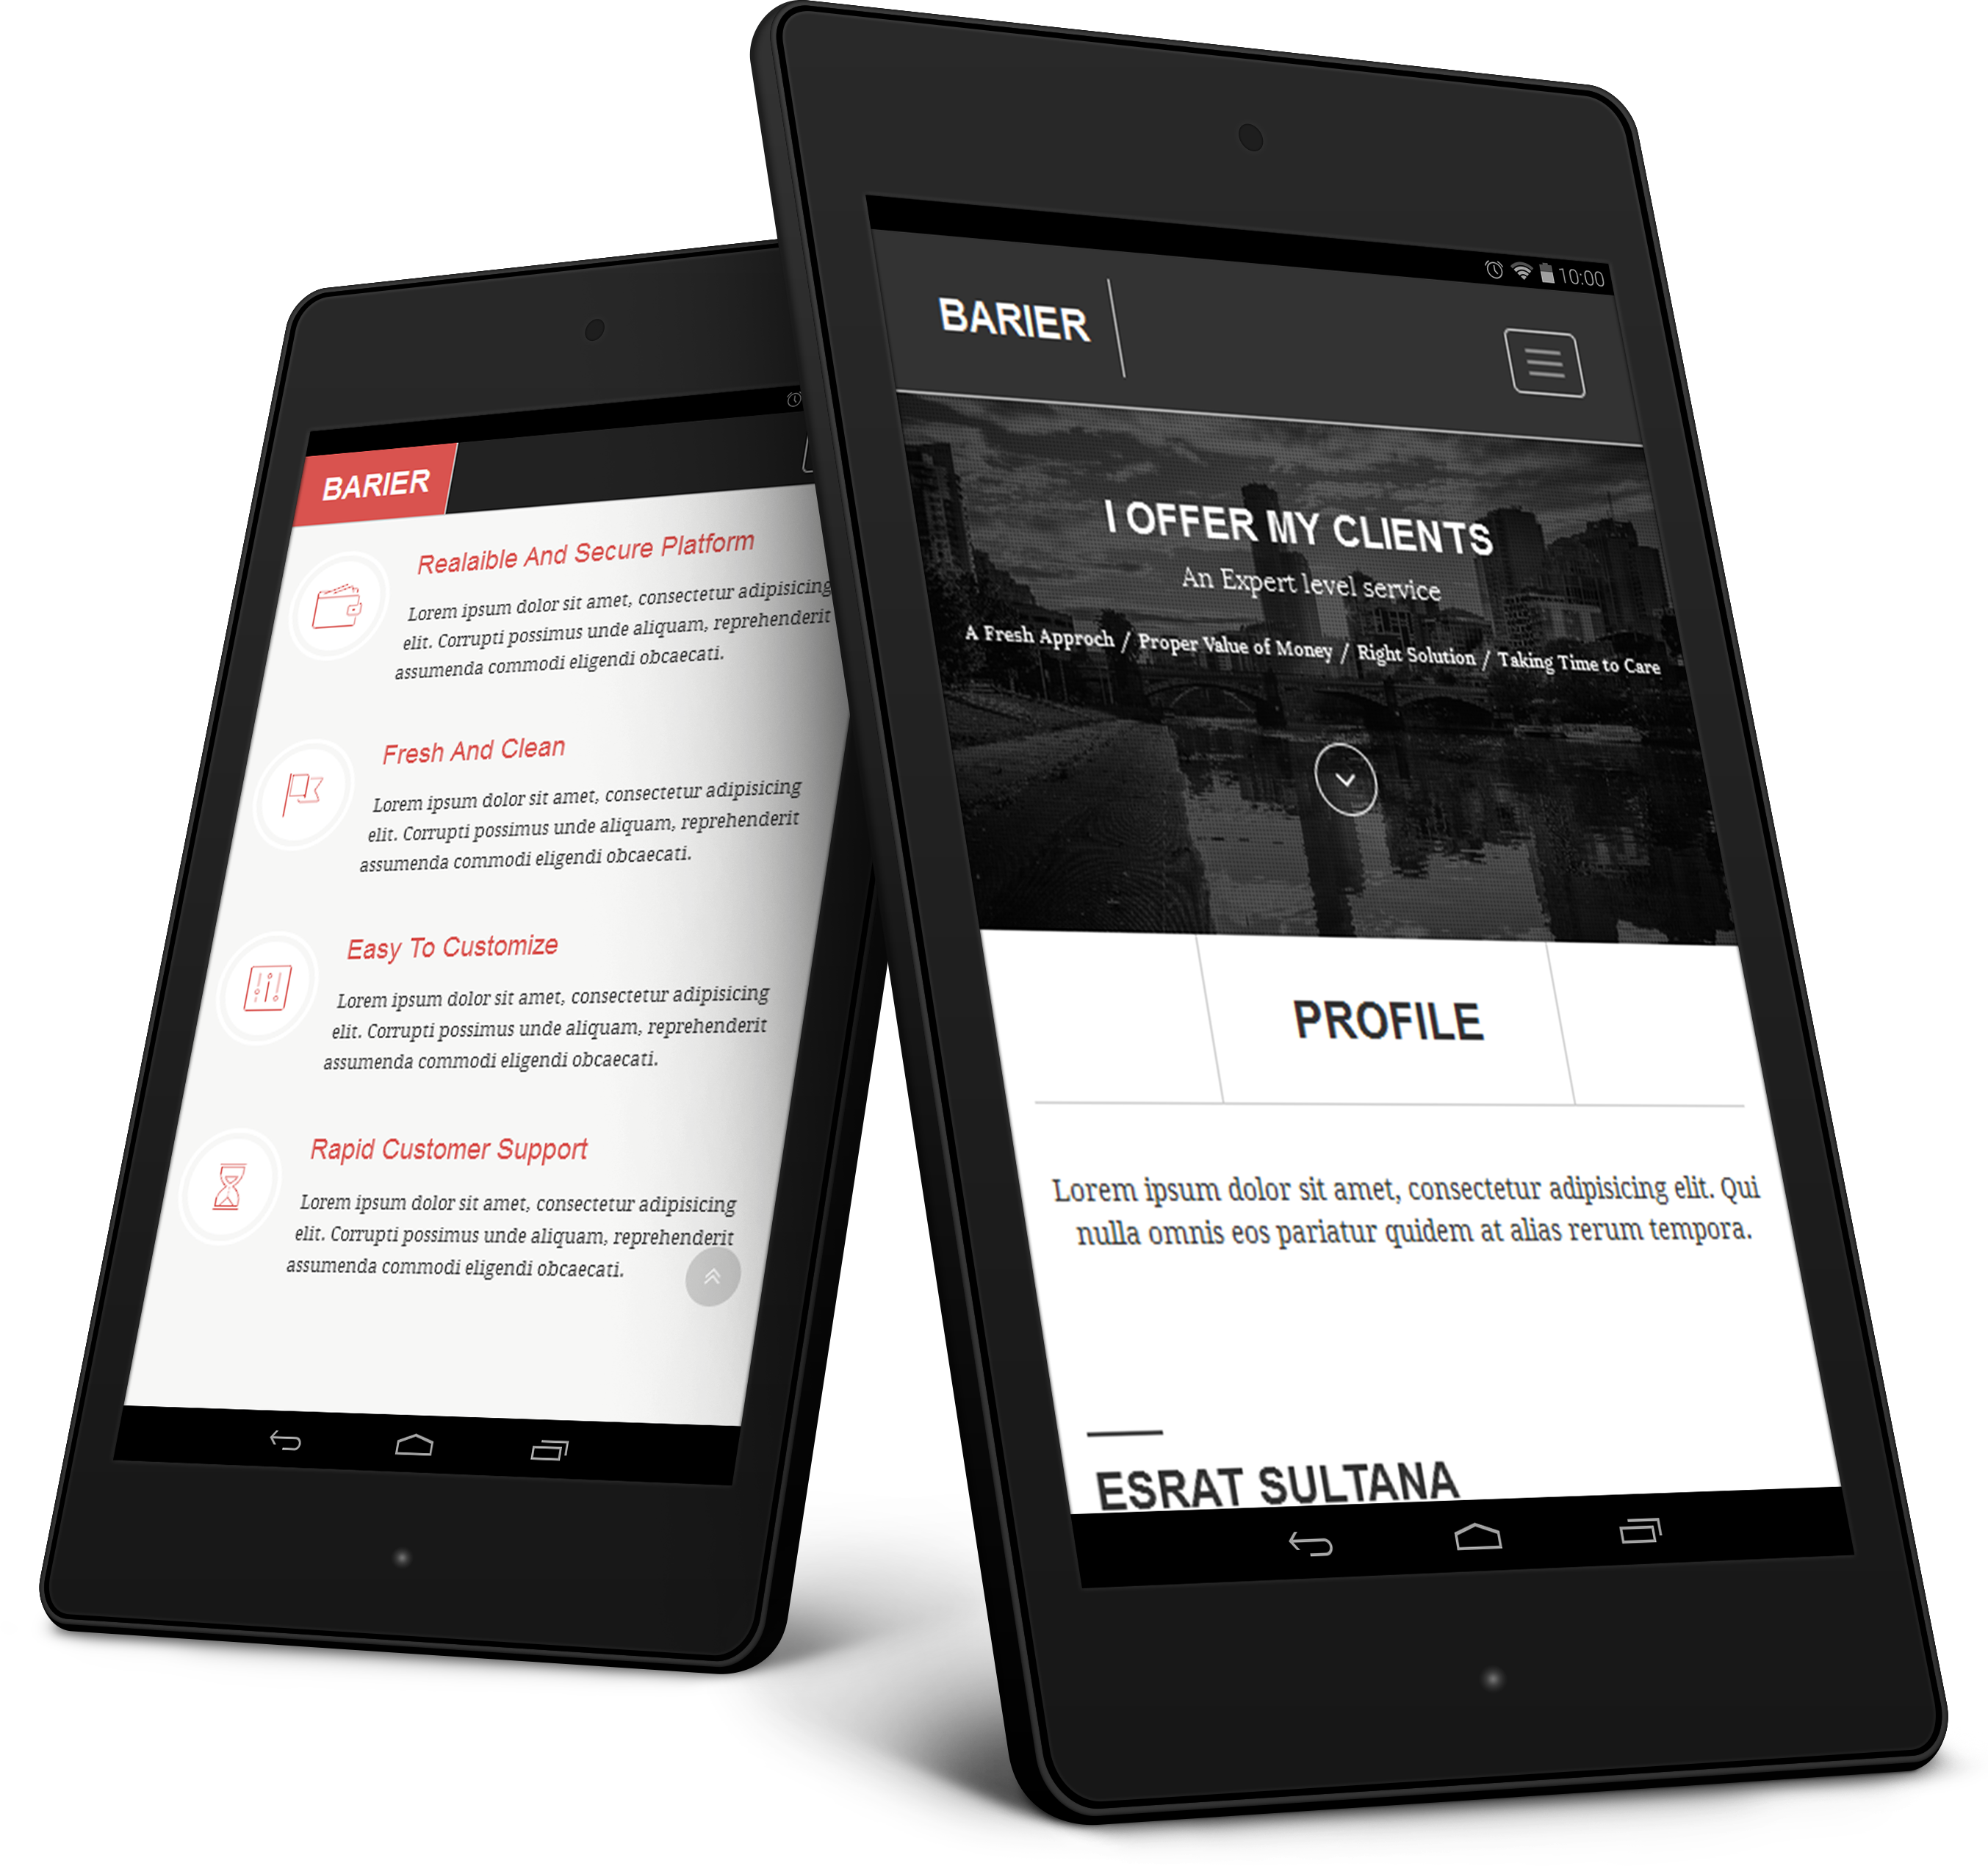 BARIER
Realaible And Secure Platform
Lorem ipsum dolor sit amet, consectetur adipisicing
elit. Corrupti possimus unde aliquam, reprehenderit
assumenda commodi eligendi obcaecati.
Fresh And Clean
Lorem ipsum dolor sit amet, consectetur adipisicing
elit. Corrupti possimus unde aliquam, reprehenderit
assumenda commodi eligendi obcaecati.
Easy To Customize
Lorem ipsum dolor sit amet, consectetur adipisicing
elit. Corrupti possimus unde aliquam, reprehenderit
assumenda commodi eligendi obcaecati.
Rapid Customer Support
Lorem ipsum dolor sit amet, consectetur adipisicing
elit. Corrupti possimus unde aliquam, reprehenderit
assumenda commodi eligendi obcaecati.
10:00
BARIER
I OFFER MY CLIENTS
An Expert level service
A Fresh Approch / Proper Value of Money / Right Solution / Taking Time to Care
PROFILE
Lorem ipsum dolor sit amet, consectetur adipisicing elit. Qui
nulla omnis eos pariatur quidem at alias rerum tempora.
ESRAT SULTANA